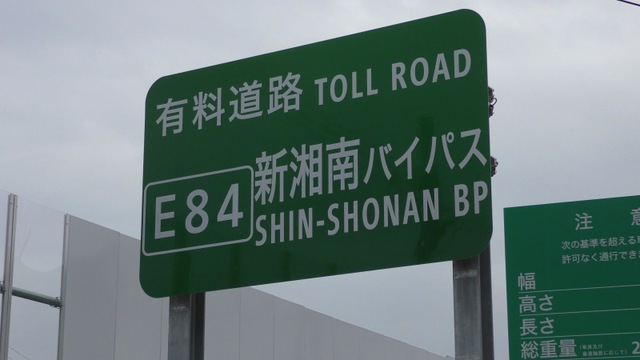 有料道路 TOLL ROAD
E84
新湘南バイパス
SHIN-SHONAN BP
注意
次の基準を超える
許可なく通行でき
幅
高さ
長さ
総重量